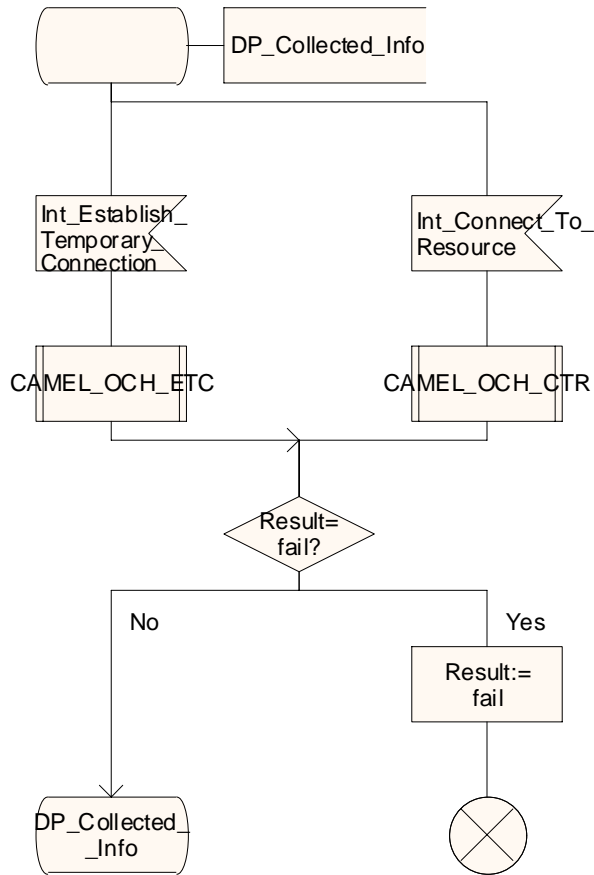 DP_Collected_Info
Int_Establish_
Temporary_
Connection
Int_Connect_To_
Resource
CAMEL_OCH_ETC
CAMEL_OCH_CTR
Result=
fail?
No
Yes
Result:=
fail
DP_Collected_
_Info